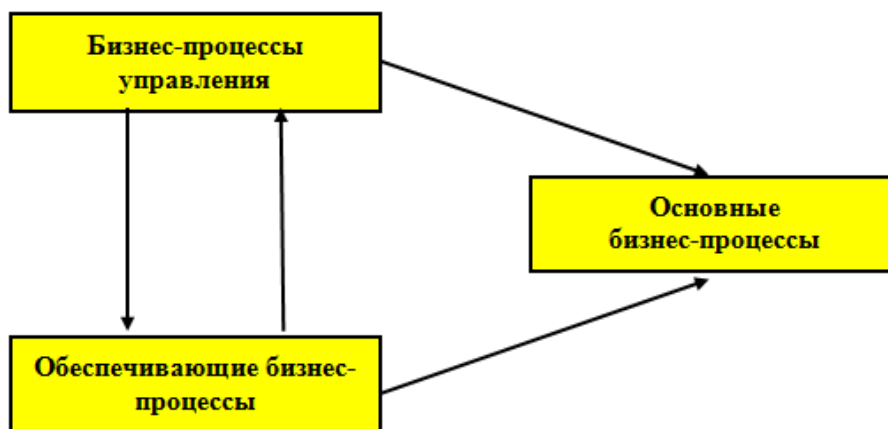 Бизнес-процессы
управления
Основные
бизнес-процессы
Обеспечивающие бизнес-
процессы